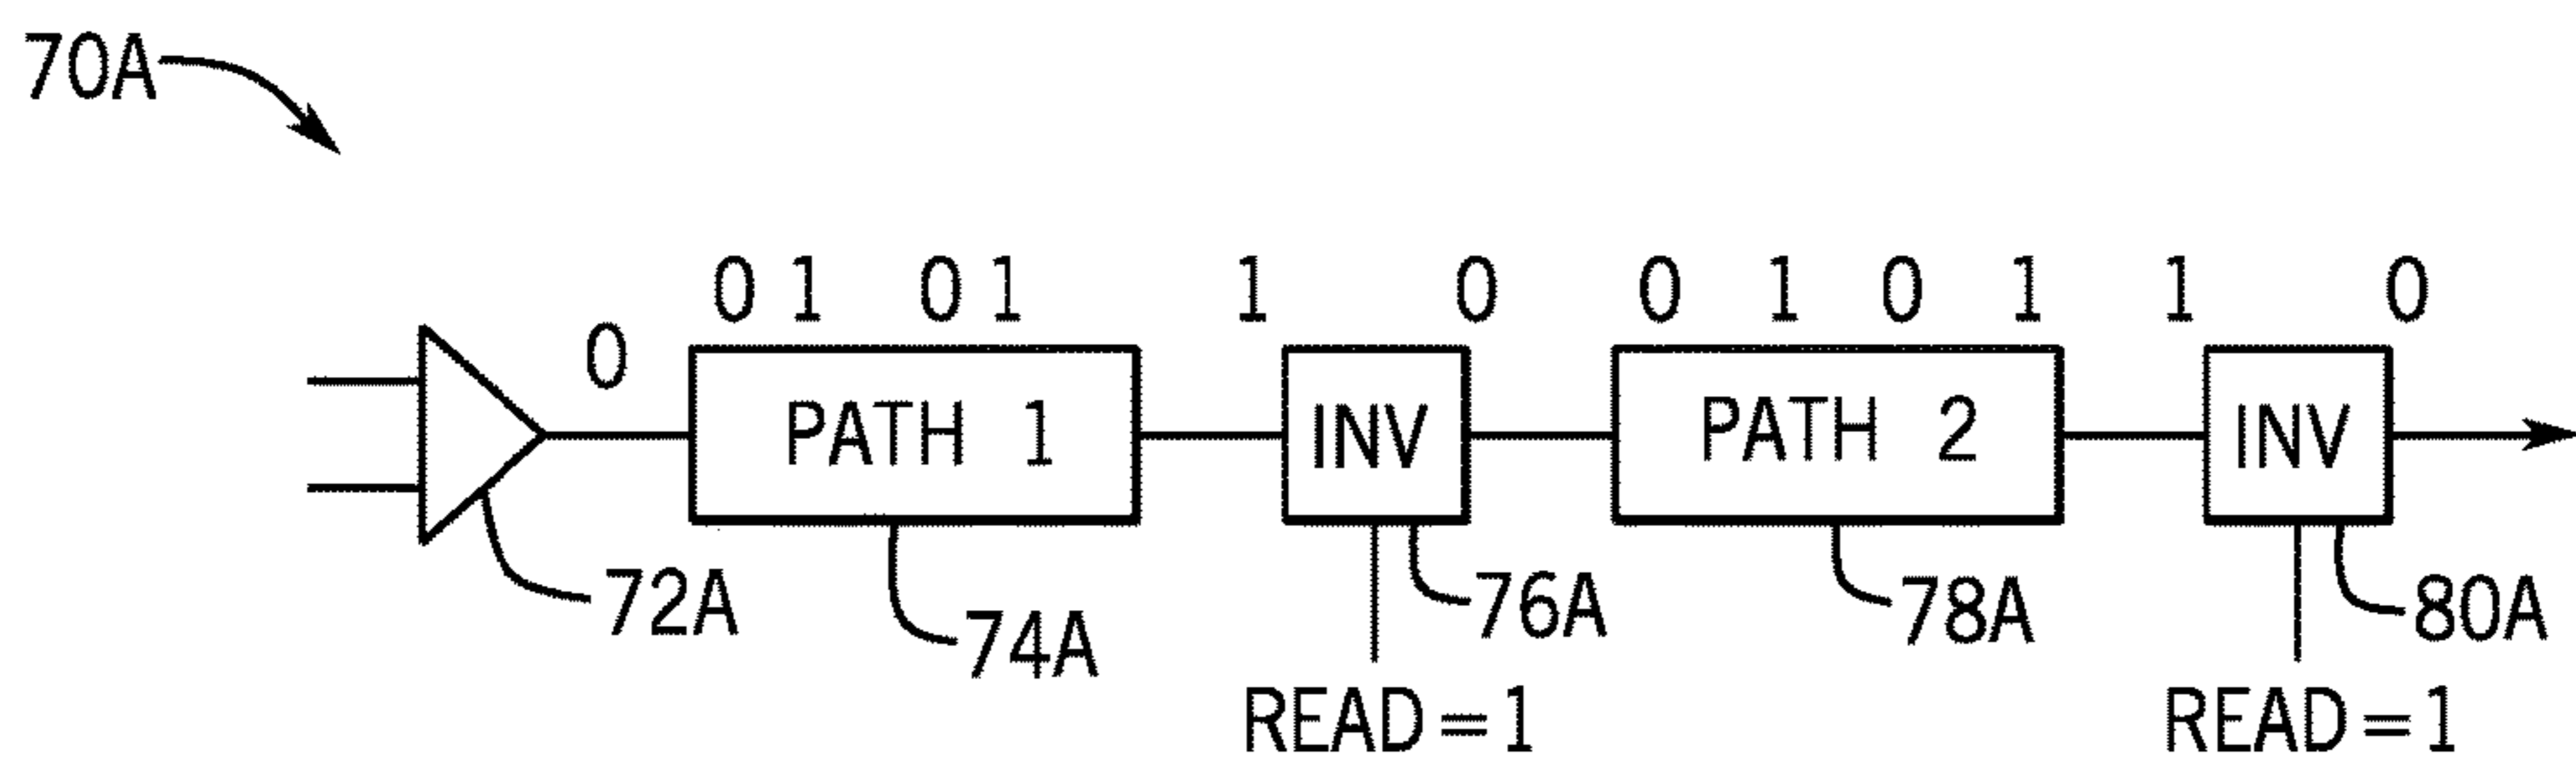 70A
0 1 0 1 1 0 0 1 0 1 1 0
0
PATH 1 INV PATH 2 INV
72A 74A 76A 78A 80A
READ=1 READ=1